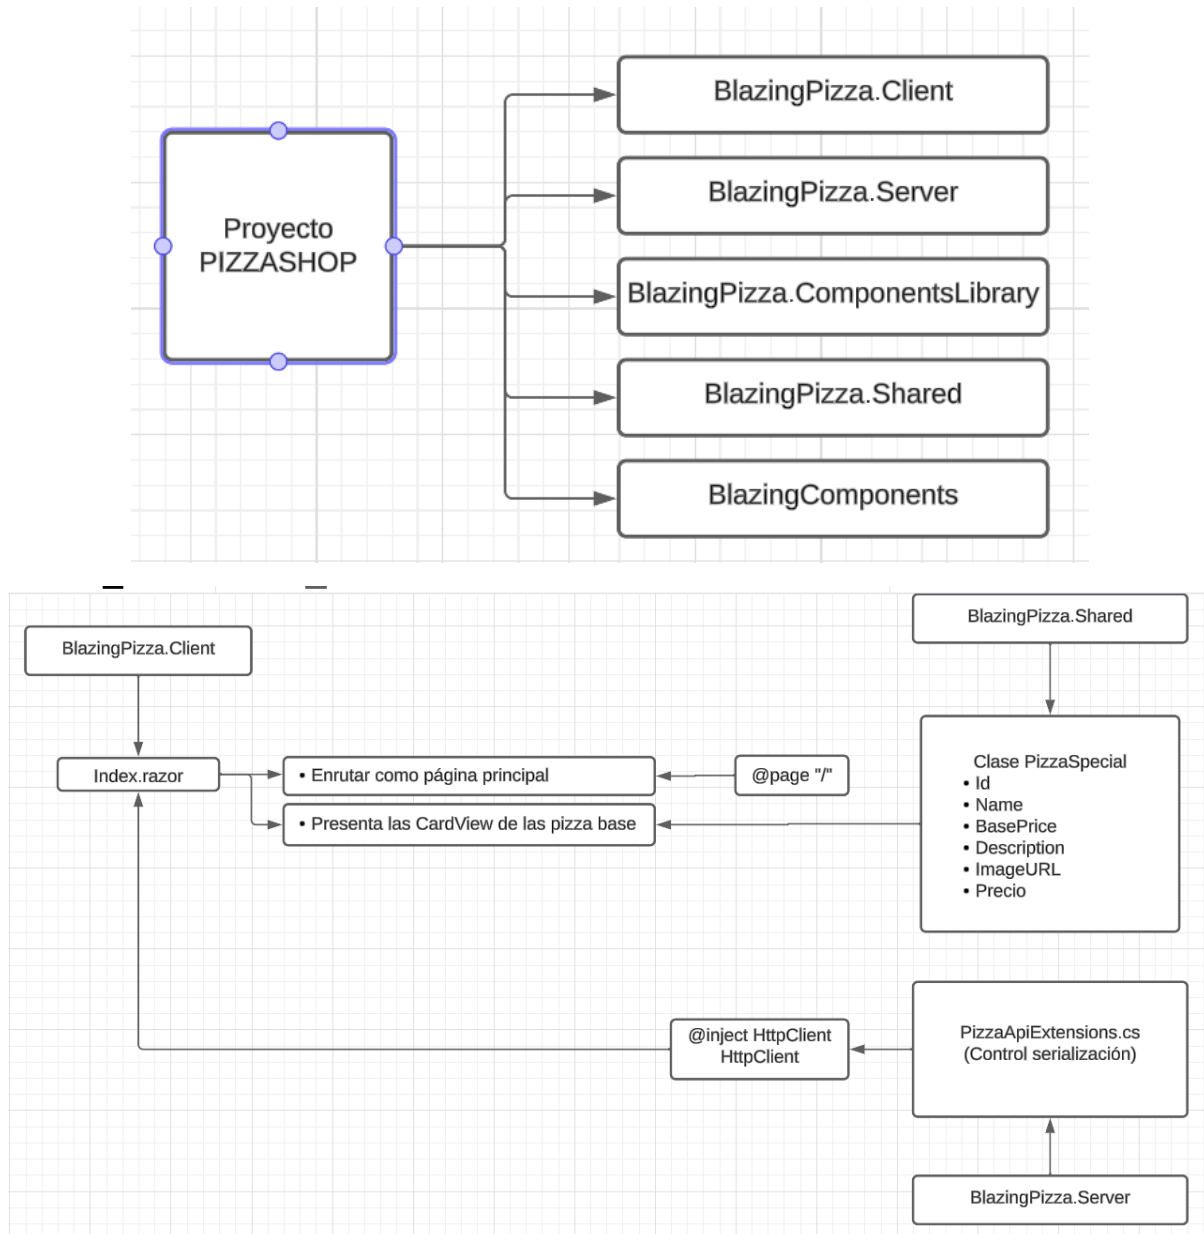 Proyecto
PIZZASHOP
BlazingPizza.Client
BlazingPizza.Server
BlazingPizza.ComponentsLibrary
BlazingPizza.Shared
BlazingComponents
BlazingPizza.Client
Index.razor
• Enrutar como página principal
• Presenta las CardView de las pizza base
@page "/"
BlazingPizza.Shared
Clase PizzaSpecial
• Id
• Name
• BasePrice
• Description
• ImageURL
• Precio
@inject HttpClient
HttpClient
PizzaApiExtensions.cs
(Control serialización)
BlazingPizza.Server